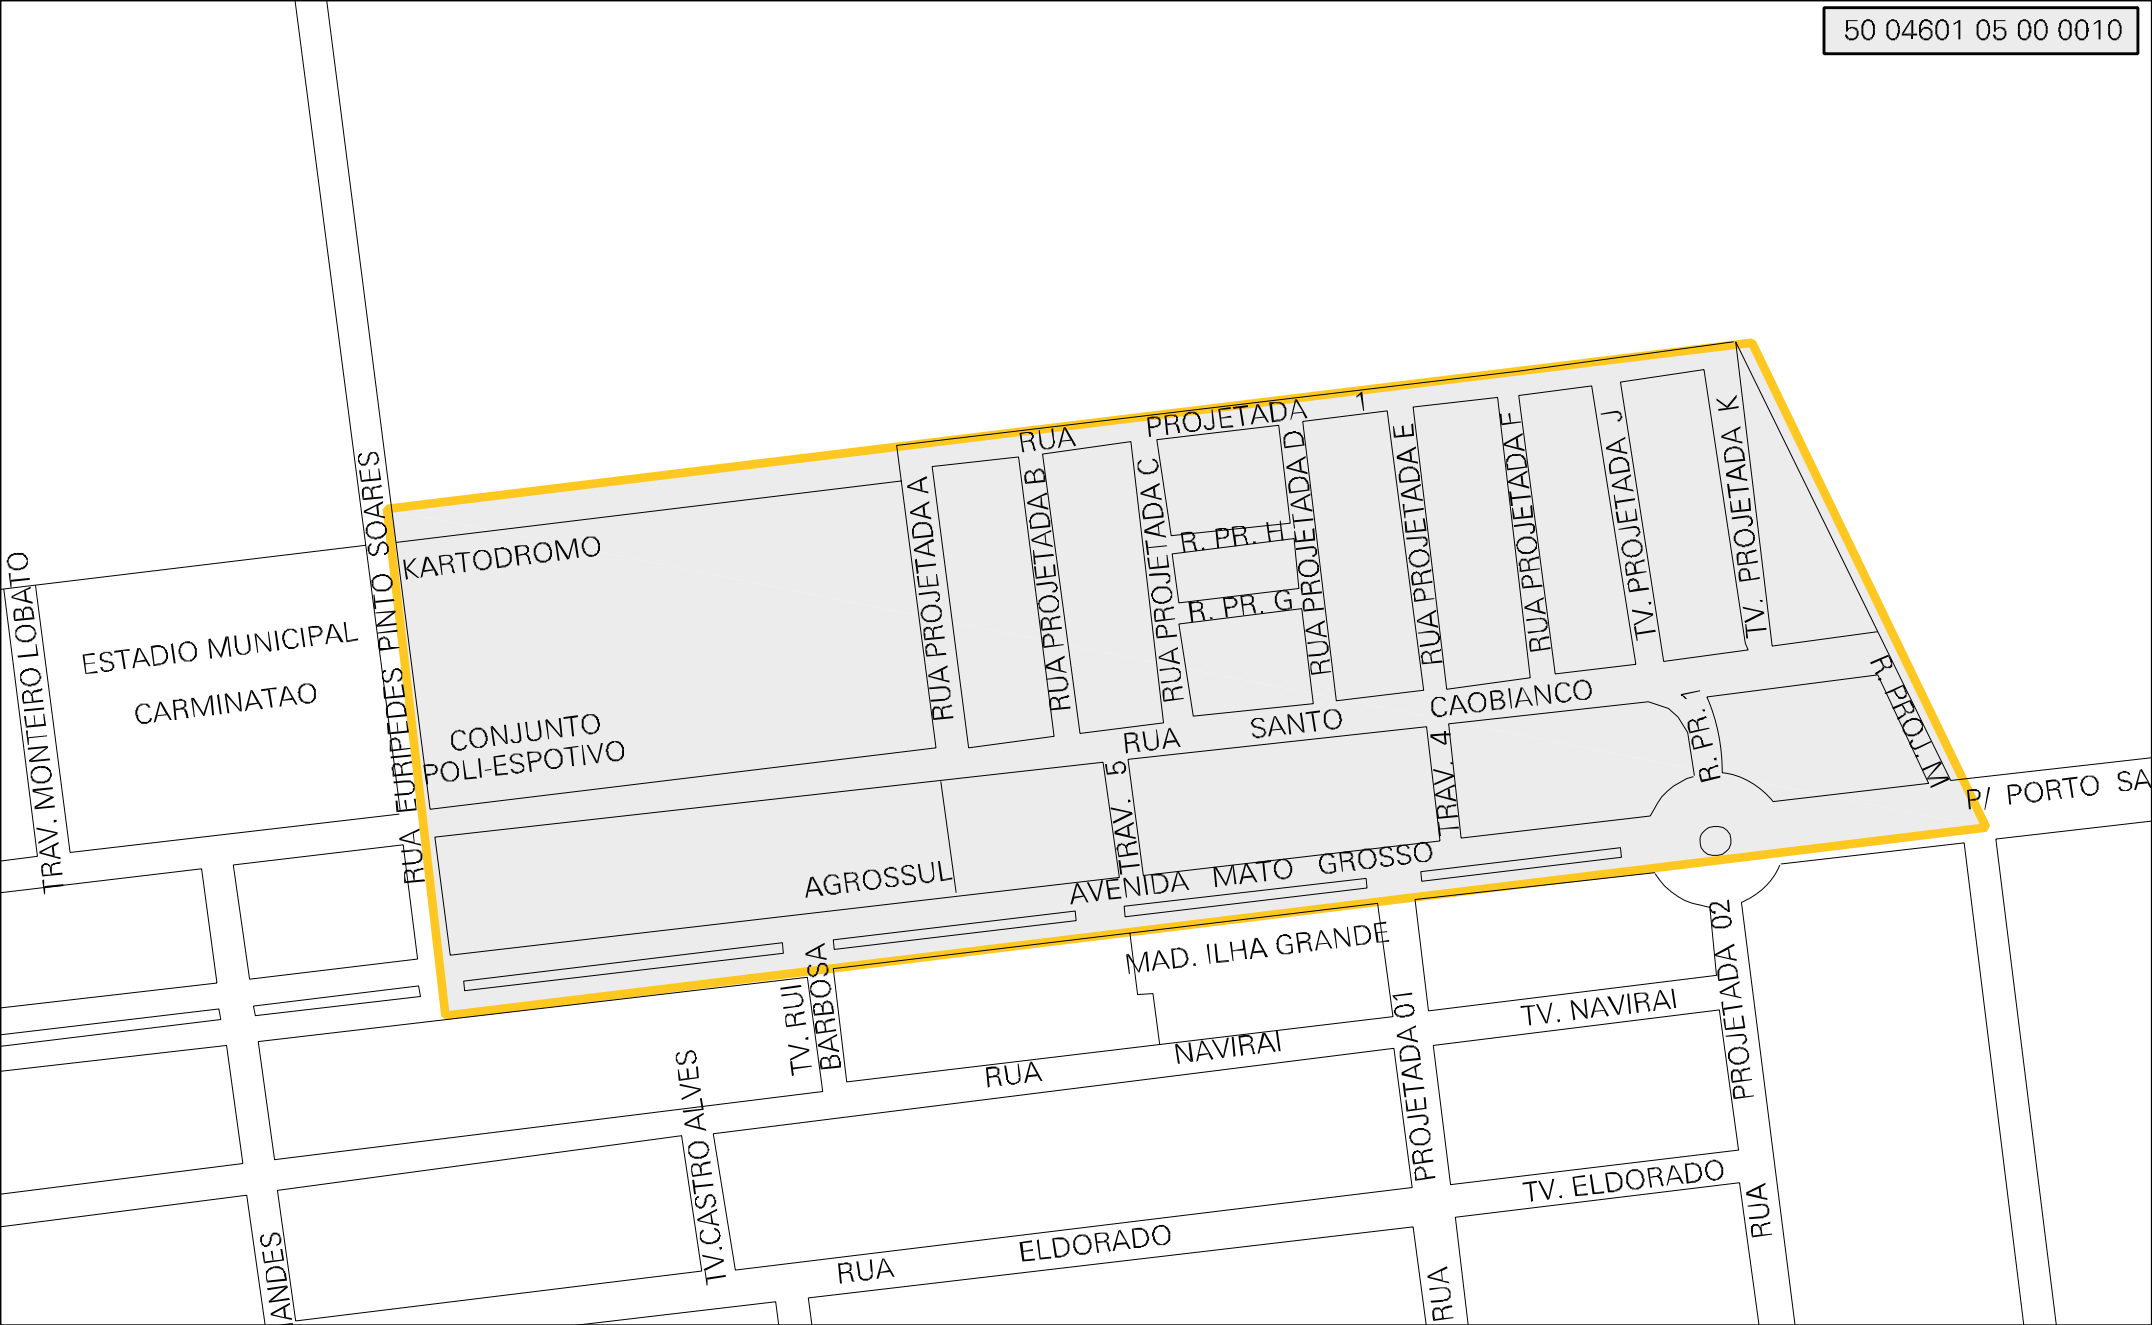 50 04601 05 00 0010
RUA PROJETADA 1
KARTODROMO
RUA EURIPEDES PINTO SOARES
TRAV. MONTEIRO LOBATO
ESTADIO MUNICIPAL
CARMINATAO
CONJUNTO
POLI-ESPOTIVO
RUA PROJETADA A
RUA PROJETADA B
RUA PROJETADA C
R. PR. H
R. PR. G
RUA PROJETADA D
RUA PROJETADA E
RUA PROJETADA F
TV. PROJETADA J
TV. PROJETADA K
R. PROJ. M
R. PR. 1
RUA SANTO CAOBIANCO
TRAV. 5
TRAV. 4
P/ PORTO SA
AGROSSUL
AVENIDA MATO GROSSO
MAD. ILHA GRANDE
TV. RUI
BARBOSA
TV.CASTRO ALVES
RUA NAVIRAI
TV. NAVIRAI
RUA PROJETADA 01
RUA PROJETADA 02
TV. ELDORADO
RUA ELDORADO
ANDES